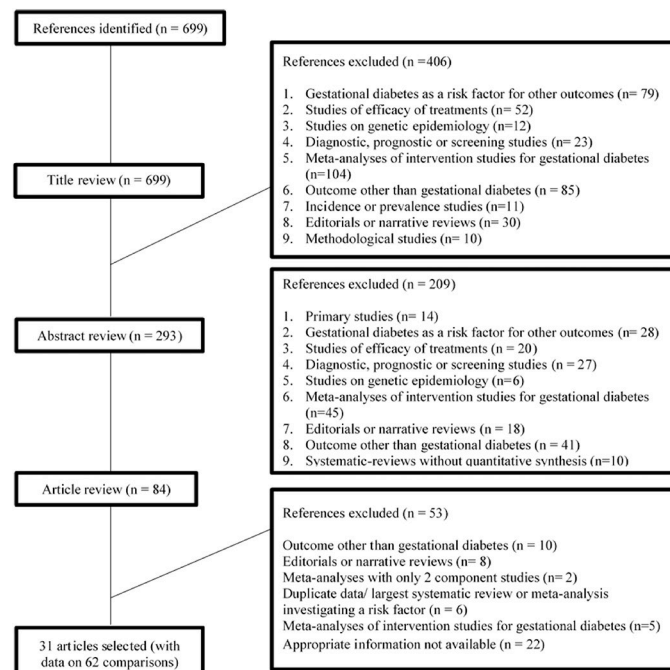 References identified (n = 699)
References excluded (n =406)
1. Gestational diabetes as a risk factor for other outcomes (n= 79)
2. Studies of efficacy of treatments (n= 52)
3. Studies on genetic epidemiology (n=12)
4. Diagnostic, prognostic or screening studies (n= 23)
5. Meta-analyses of intervention studies for gestational diabetes
(n=104)
6. Outcome other than gestational diabetes (n = 85)
7. Incidence or prevalence studies (n=11)
8. Editorials or narrative reviews (n= 30)
9. Methodological studies (n= 10)
Title review (n = 699)
References excluded (n = 209)
1. Primary studies (n= 14)
2. Gestational diabetes as a risk factor for other outcomes (n= 28)
3. Studies of efficacy of treatments (n = 20)
4. Diagnostic, prognostic or screening studies (n = 27)
5. Studies on genetic epidemiology (n=6)
6. Meta-analyses of intervention studies for gestational diabetes
(n=45)
7. Editorials or narrative reviews (n = 18)
8. Outcome other than gestational diabetes (n = 41)
9. Systematic-reviews without quantitative synthesis (n=10)
Abstract review (n = 293)
Article review (n = 84)
References excluded (n = 53)
Outcome other than gestational diabetes (n = 10)
Editorials or narrative reviews (n= 8)
Meta-analyses with only 2 component studies (n= 2)
Duplicate data/ largest systematic review or meta-analysis
investigating a risk factor (n = 6)
Meta-analyses of intervention studies for gestational diabetes (n=5)
Appropriate information not available (n = 22)
31 articles selected (with
data on 62 comparisons)